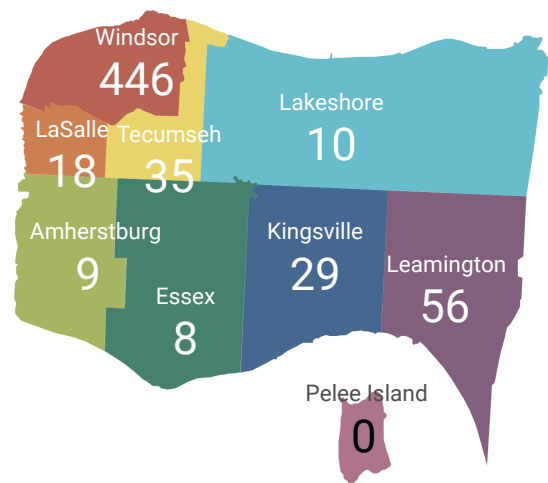 Windsor
446
Lakeshore
10
LaSalle
18
Tecumseh
35
Amherstburg
9
Essex
8
Kingsville
29
Leamington
56
Pelee Island
0